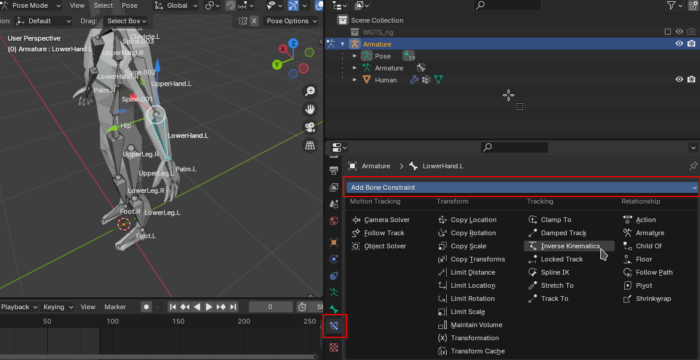 Pose Mode View Select Pose Global
Default Drag: Select Box Pose Options
User Perspective
(0) Armature : LowerHand.L
Clavicle.L
Spine.003
UpperHand.R
Spine.002
LowerHand.R
UpperHand.L
Palm.R
Spine.001
Hip
LowerHand.L
UpperLeg.R
Palm.L
UpperLeg.L
LowerLeg.R
Foot.R LowerLeg.L
Foot.L
Playback Keying View Marker 0 St
50 100 150 200 250
Scene Collection
WGTS_rig
Armature
Pose
Armature
Human
Armature LowerHand.L
Add Bone Constraint
Motion Tracking Transform Tracking Relationship
Camera Solver Copy Location Clamp To Action
Follow Track Copy Rotation Damped Track Armature
Object Solver Copy Scale Inverse Kinematics Child Of
Copy Transforms Locked Track Floor
Limit Distance Spline IK Follow Path
Limit Location Stretch To Pivot
Limit Rotation Track To Shrinkwrap
Limit Scale
Maintain Volume
Transformation
Transform Cache